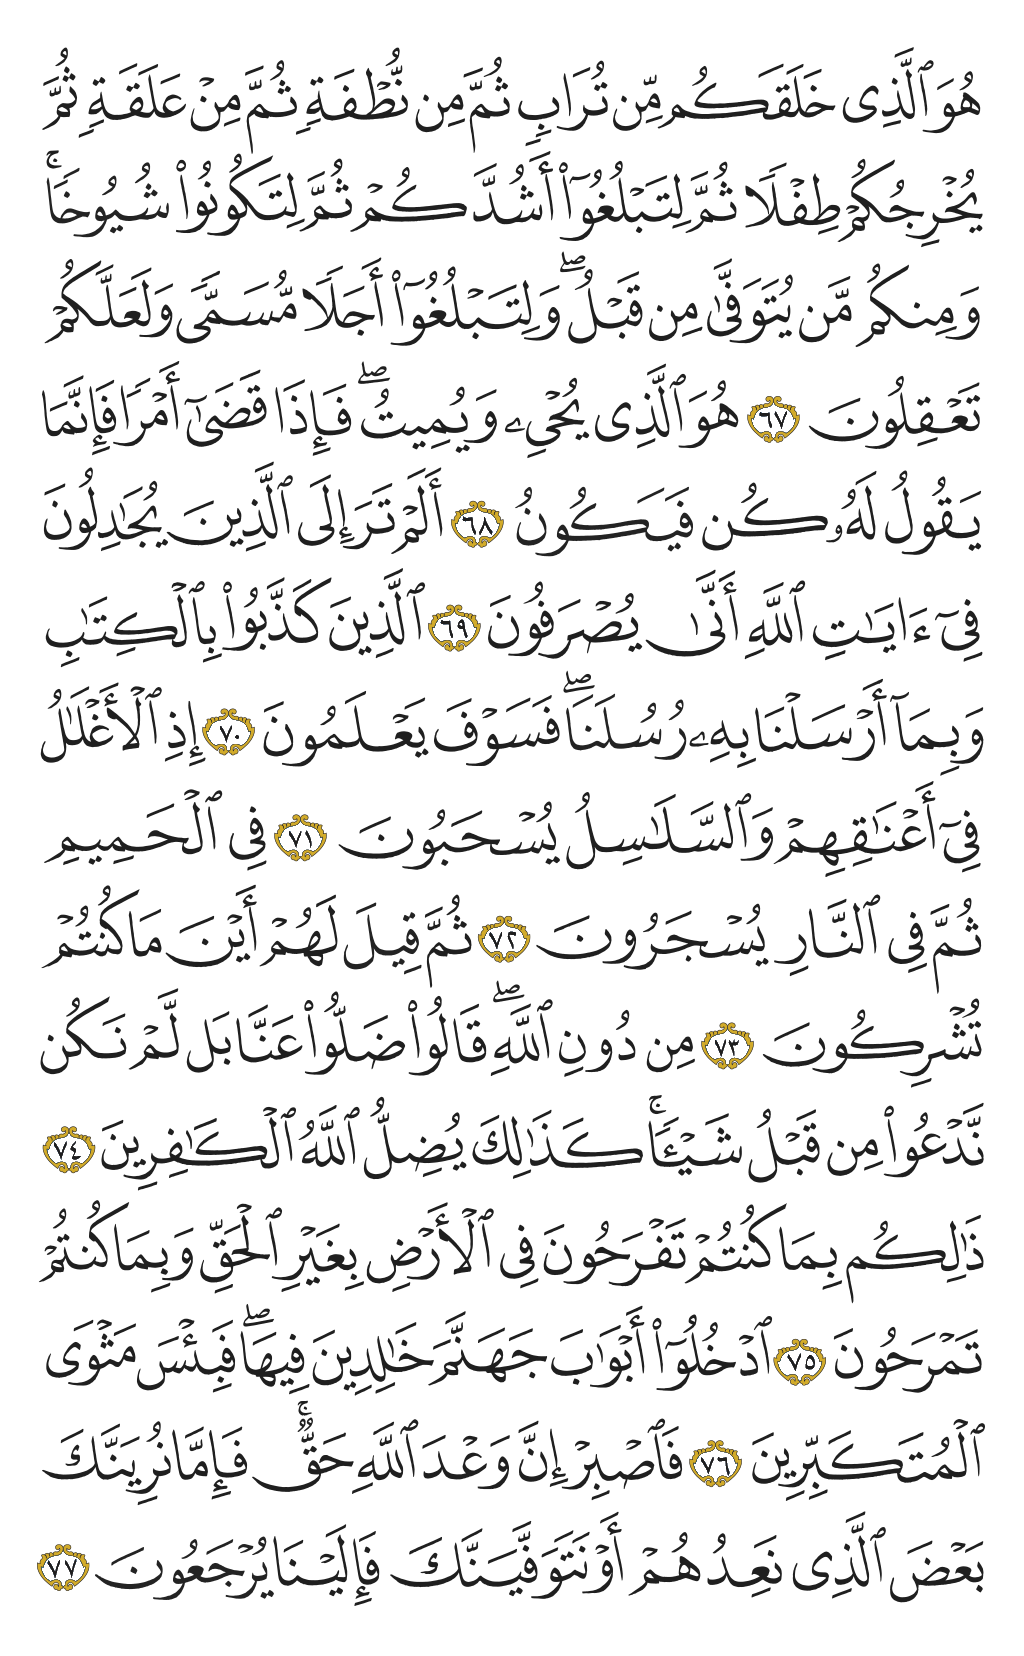 هُوَ ٱلَّذِى خَلَقَكُم مِّن تُرَابٍ ثُمَّ مِن نُّطْفَةٍ ثُمَّ مِنْ عَلَقَةٍ ثُمَّ
يُخْرِجُكُمْ طِفْلًا ثُمَّ لِتَبْلُغُوٓا۟ أَشُدَّكُمْ ثُمَّ لِتَكُونُوا۟ شُيُوخًا ۚ
وَمِنكُم مَّن يُتَوَفَّىٰ مِن قَبْلُ ۖ وَلِتَبْلُغُوٓا۟ أَجَلًا مُّسَمًّى وَلَعَلَّكُمْ
تَعْقِلُونَ ٦٧ هُوَ ٱلَّذِى يُحْىِۦ وَيُمِيتُ ۖ فَإِذَا قَضَىٰٓ أَمْرًا فَإِنَّمَا
يَقُولُ لَهُۥ كُن فَيَكُونُ ٦٨ أَلَمْ تَرَ إِلَى ٱلَّذِينَ يُجَٰدِلُونَ
فِىٓ ءَايَٰتِ ٱللَّهِ أَنَّىٰ يُصْرَفُونَ ٦٩ ٱلَّذِينَ كَذَّبُوا۟ بِٱلْكِتَٰبِ
وَبِمَآ أَرْسَلْنَا بِهِۦ رُسُلَنَا ۖ فَسَوْفَ يَعْلَمُونَ ٧٠ إِذِ ٱلْأَغْلَٰلُ
فِىٓ أَعْنَٰقِهِمْ وَٱلسَّلَٰسِلُ يُسْحَبُونَ ٧١ فِى ٱلْحَمِيمِ
ثُمَّ فِى ٱلنَّارِ يُسْجَرُونَ ٧٢ ثُمَّ قِيلَ لَهُمْ أَيْنَ مَا كُنتُمْ
تُشْرِكُونَ ٧٣ مِن دُونِ ٱللَّهِ ۖ قَالُوا۟ ضَلُّوا۟ عَنَّا بَل لَّمْ نَكُن
نَّدْعُوا۟ مِن قَبْلُ شَيْـًٔا ۚ كَذَٰلِكَ يُضِلُّ ٱللَّهُ ٱلْكَٰفِرِينَ ٧٤
ذَٰلِكُم بِمَا كُنتُمْ تَفْرَحُونَ فِى ٱلْأَرْضِ بِغَيْرِ ٱلْحَقِّ وَبِمَا كُنتُمْ
تَمْرَحُونَ ٧٥ ٱدْخُلُوٓا۟ أَبْوَٰبَ جَهَنَّمَ خَٰلِدِينَ فِيهَا ۖ فَبِئْسَ مَثْوَى
ٱلْمُتَكَبِّرِينَ ٧٦ فَٱصْبِرْ إِنَّ وَعْدَ ٱللَّهِ حَقٌّ ۚ فَإِمَّا نُرِيَنَّكَ
بَعْضَ ٱلَّذِى نَعِدُهُمْ أَوْ نَتَوَفَّيَنَّكَ فَإِلَيْنَا يُرْجَعُونَ ٧٧